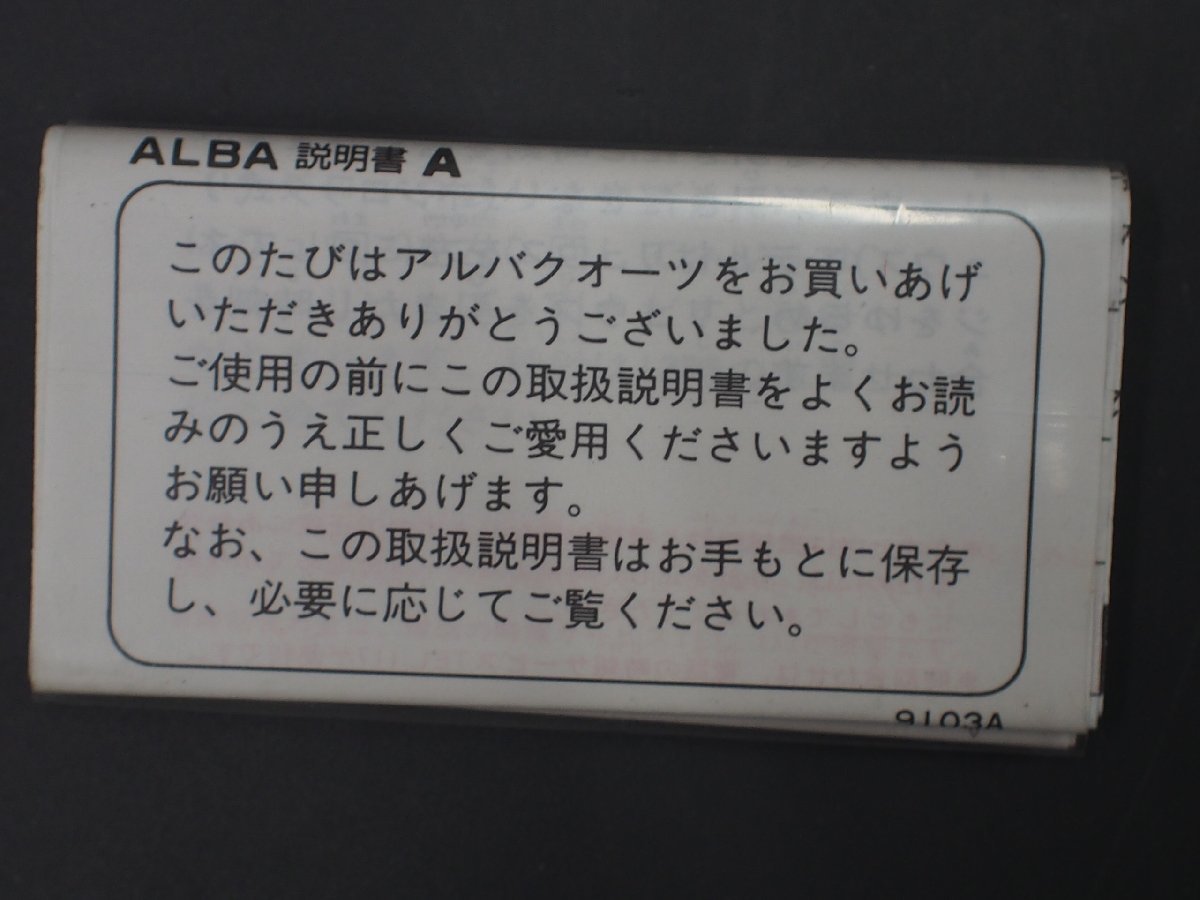 ALBA 説明書 A
このたびはアルバクオーツをお買いあげ
いただきありがとうございました。
ご使用の前にこの取扱説明書をよくお読
みのうえ正しくご愛用くださいますよう
お願い申しあげます。
なお、この取扱説明書はお手もとに保存
し、必要に応じてご覧ください。
9103A